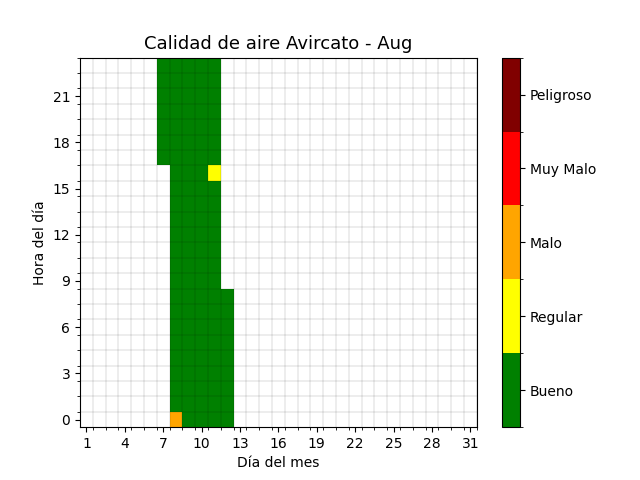 Calidad de aire Avircato - Aug
Hora del día
21
18
15
12
9
6
3
0
1 4 7 10 13 16 19 22 25 28 31
Día del mes
Peligroso
Muy Malo
Malo
Regular
Bueno